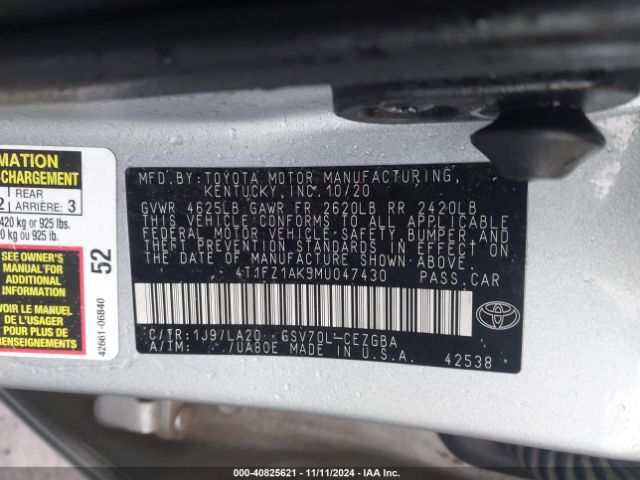 MATION
-CHARGEMENT
1 REAR
2 ARRIÈRE: 3
420 kg or 925 lbs.
0 kg ou 925 lb.
SEE OWNER'S
MANUAL FOR
ADDITIONAL
INFORMATION
VOIR LE MANUEL
DE L'USAGER
POUR PLUS DE
RENSEIGNEMENTS
52
42661-06840
MFD. BY: TOYOTA MOTOR MANUFACTURING,
KENTUCKY, INC. 10/20
GVWR 4625LB GAWR FR 2620LB RR 2420LB
THIS VEHICLE CONFORMS TO ALL APPLICABLE
FEDERAL MOTOR VEHICLE SAFETY, BUMPER, AND
THEFT PREVENTION STANDARDS IN EFFECT ON
THE DATE OF MANUFACTURE SHOWN ABOVE.
4T1FZ1AK9MU047430 PASS.CAR
C/TR: 1J9/LA20 GSV70L-CEZGBA
A/TM: -/UA80E MADE IN U.S.A.
42538
IAA
© - 40825621 - 11/11/2024 - IAAI.com